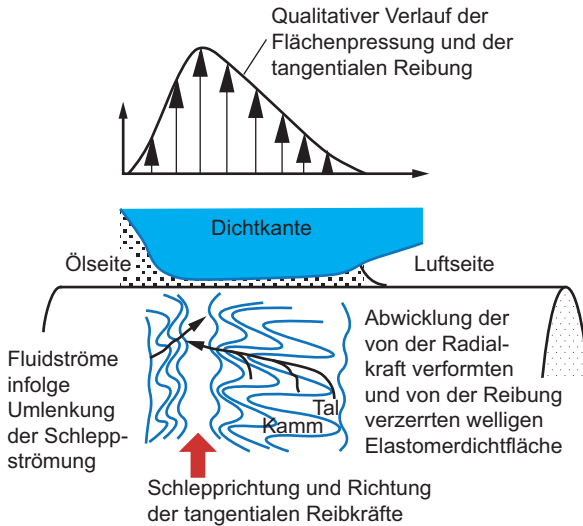 Qualitativer Verlauf der
Flächenpressung und der
tangentialen Reibung
Dichtkante
Ölseite
Luftseite
Fluidströme
infolge
Umlenkung
der Schlepp-
strömung
Tal
Kamm
Abwicklung der
von der Radial-
kraft verformten
und von der Reibung
verzerrten welligen
Elastomerdichtfläche
Schlepprichtung und Richtung
der tangentialen Reibkräfte